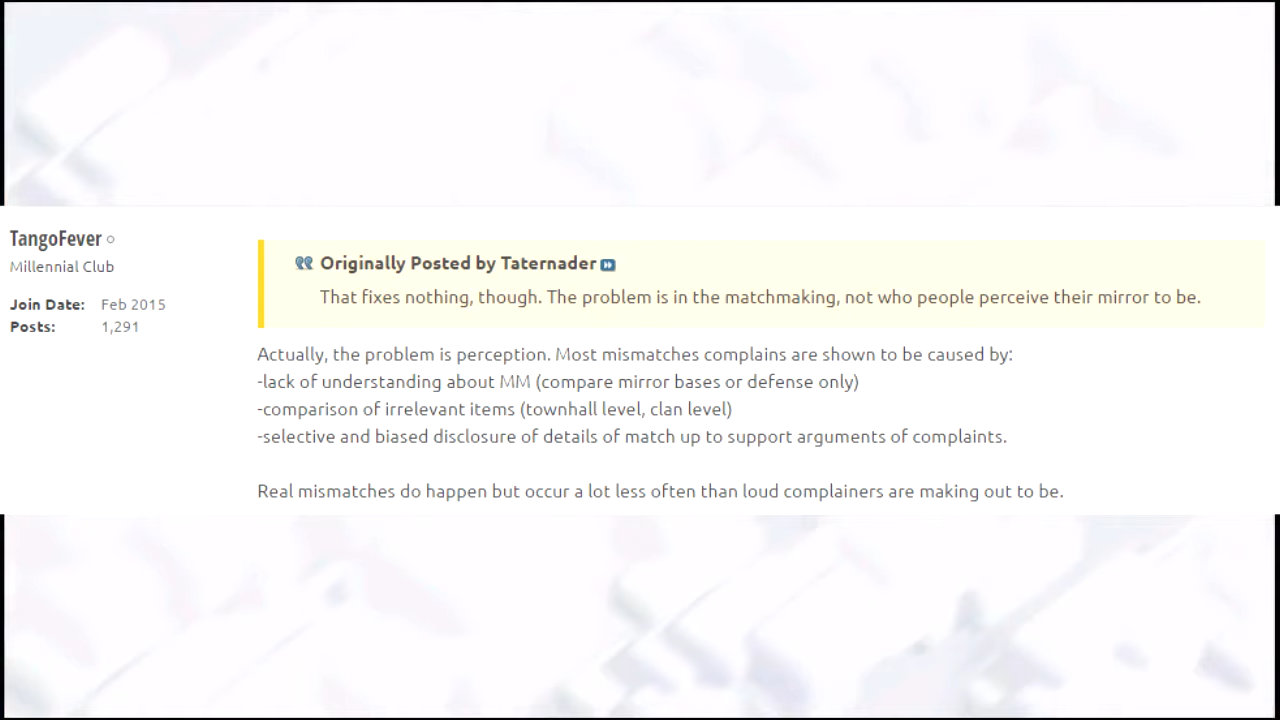 TangoFever
Millennial Club
Join Date: Feb 2015
Posts: 1,291
Originally Posted by Taternader
That fixes nothing, though. The problem is in the matchmaking, not who people perceive their mirror to be.
Actually, the problem is perception. Most mismatches complains are shown to be caused by:
-lack of understanding about MM (compare mirror bases or defense only)
-comparison of irrelevant items (townhall level, clan level)
-selective and biased disclosure of details of match up to support arguments of complaints.
Real mismatches do happen but occur a lot less often than loud complainers are making out to be.